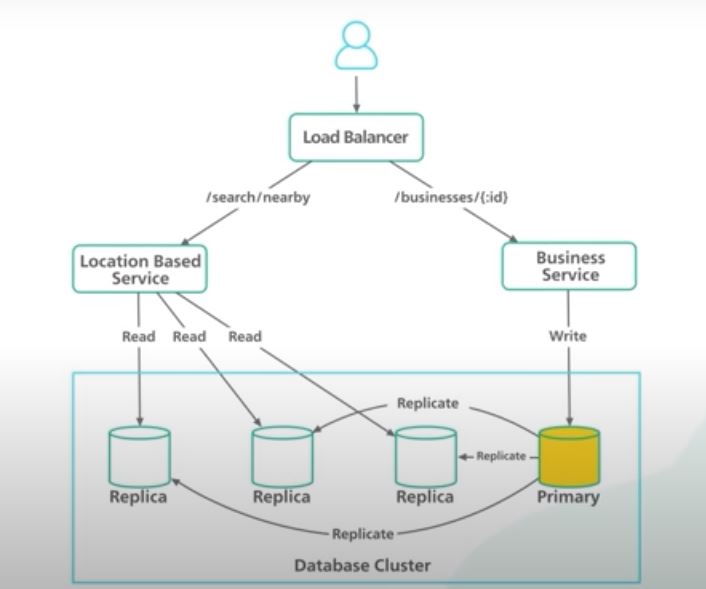 Load Balancer
/search/nearby
/businesses/{:id}
Location Based
Service
Business
Service
Read
Read
Read
Write
Replicate
Replicate
Replica
Replica
Replica
Primary
Replicate
Database Cluster